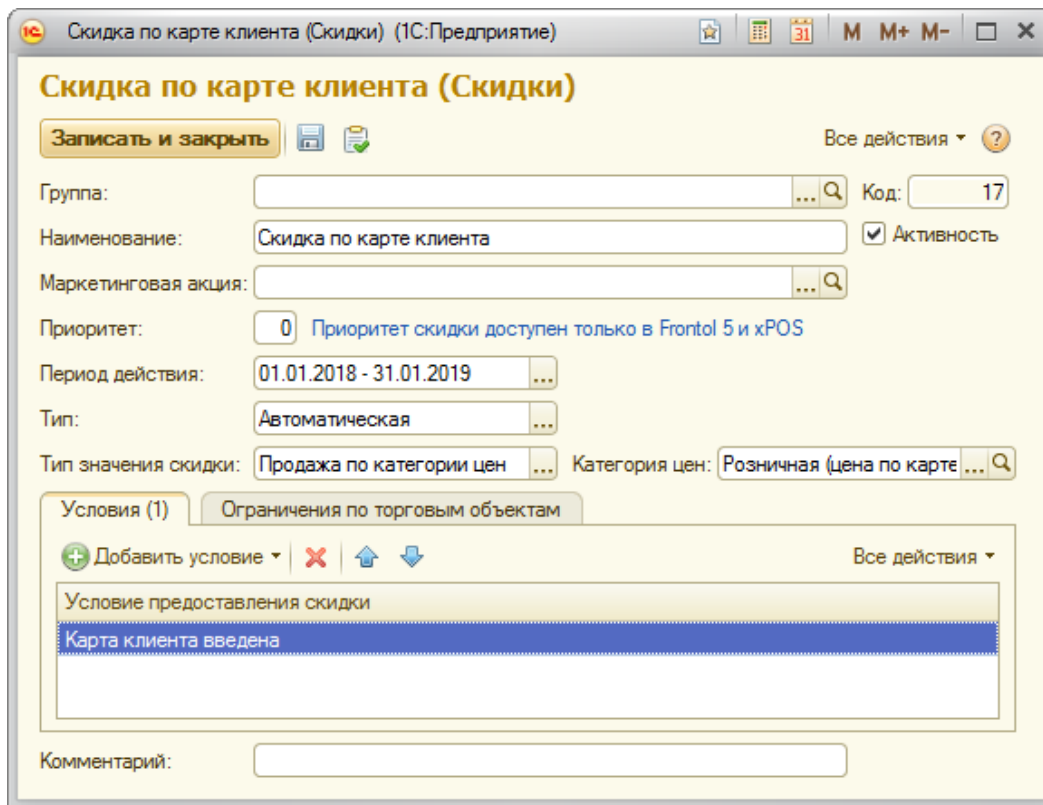 Скидка по карте клиента (Скидки) (1С:Предприятие) 31 M M+ M-
Скидка по карте клиента (Скидки)
Записать и закрыть Все действия ?
Группа: ... Код: 17
Наименование: Скидка по карте клиента Активность
Маркетинговая акция: ...
Приоритет: 0 Приоритет скидки доступен только в Frontol 5 и xPOS
Период действия: 01.01.2018 - 31.01.2019 ...
Тип: Автоматическая ...
Тип значения скидки: Продажа по категории цен ... Категория цен: Розничная (цена по карте ...
Условия (1) Ограничения по торговым объектам
Добавить условие Все действия
Условие предоставления скидки
Карта клиента введена
Комментарий: